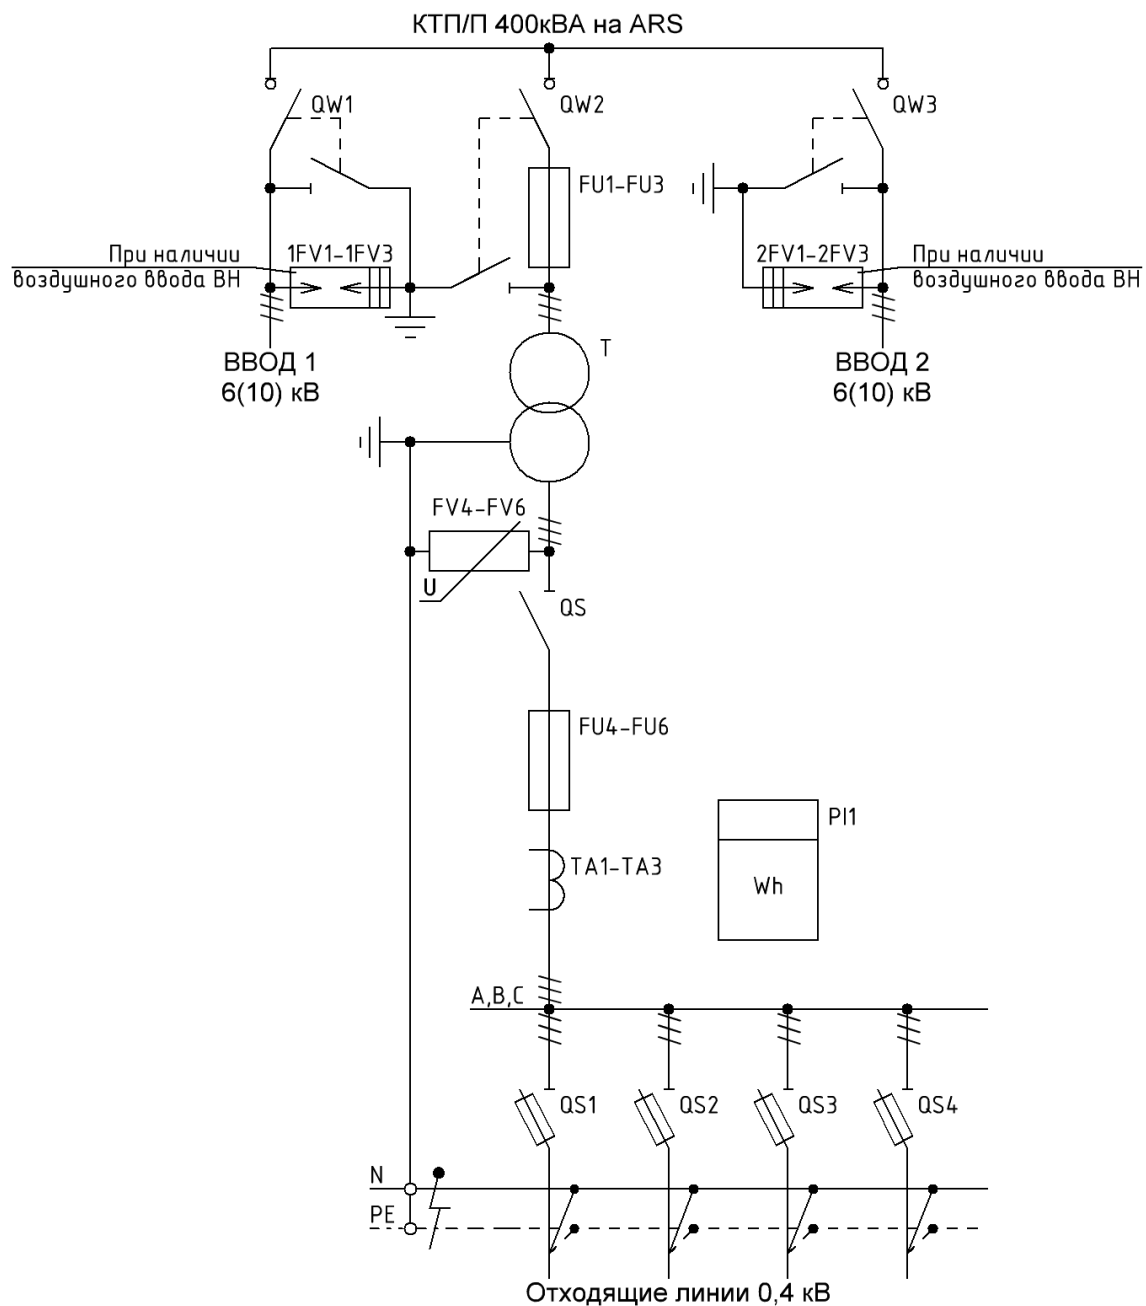 КТП/П 400кВА на ARS
QW1
QW2
QW3
FU1-FU3
При наличии
воздушного ввода ВН
1FV1-1FV3
2FV1-2FV3
При наличии
воздушного ввода ВН
ВВОД 1
6(10) кВ
T
ВВОД 2
6(10) кВ
FV4-FV6
U
QS
FU4-FU6
PI1
TA1-TA3
Wh
A,B,C
QS1
QS2
QS3
QS4
N
PE
Отходящие линии 0,4 кВ